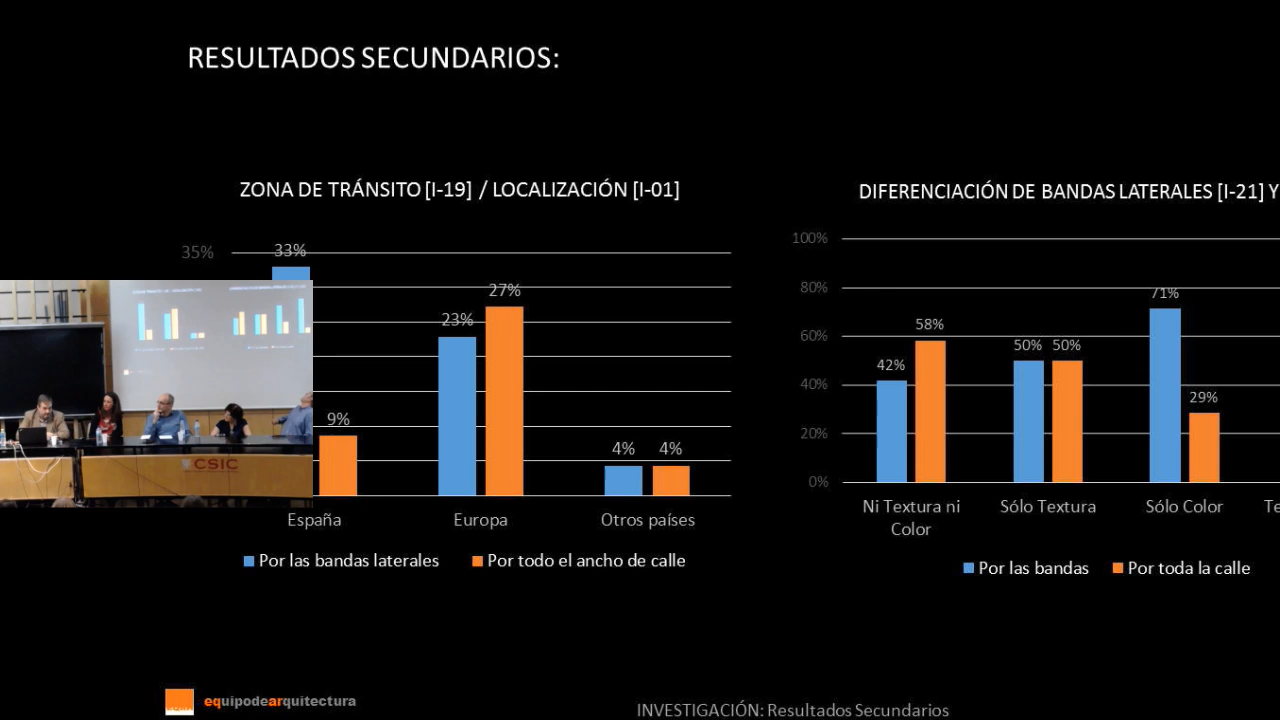 RESULTADOS SECUNDARIOS:
ZONA DE TRÁNSITO [I-19] / LOCALIZACIÓN [I-01]
35%
33%
9%
23%
27%
4%
4%
España
Europa
Otros países
Por las bandas laterales
Por todo el ancho de calle
DIFERENCIACIÓN DE BANDAS LATERALES [I-21] Y
100%
80%
60%
40%
20%
0%
42%
58%
50%
50%
71%
29%
Ni Textura ni
Color
Sólo Textura
Sólo Color
Te
Por las bandas
Por toda la calle
CSIC
equipodearquitectura
INVESTIGACIÓN: Resultados Secundarios